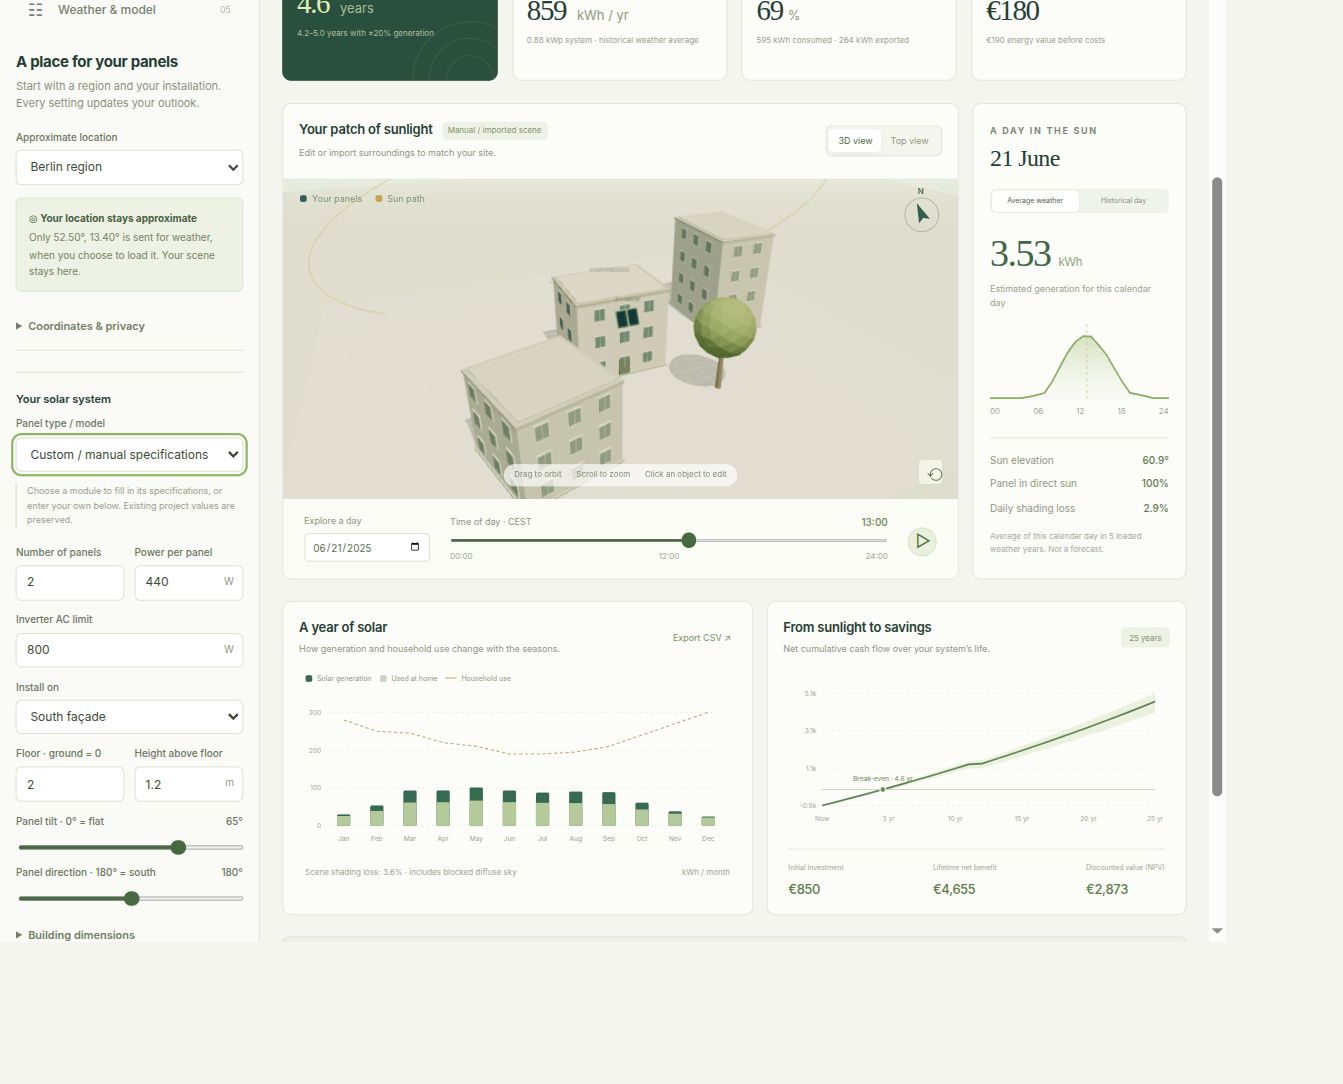 Weather & model 05
A place for your panels
Start with a region and your installation.
Every setting updates your outlook.
Approximate location
Berlin region
◎ Your location stays approximate
Only 52.50°, 13.40° is sent for weather,
when you choose to load it. Your scene
stays here.
Coordinates & privacy
Your solar system
Panel type / model
Custom / manual specifications
Choose a module to fill in its specifications, or
enter your own below. Existing project values are
preserved.
Number of panels Power per panel
2 440 W
Inverter AC limit
800 W
Install on
South façade
Floor · ground = 0 Height above floor
2 1.2 m
Panel tilt · 0° = flat 65°
Panel direction · 180° = south 180°
Building dimensions
4.6 years
4.2–5.0 years with ±20% generation
859 kWh / yr
0.88 kWp system · historical weather average
69 %
595 kWh consumed · 264 kWh exported
€180
€190 energy value before costs
Your patch of sunlight Manual / imported scene
Edit or import surroundings to match your site.
3D view Top view
Your panels Sun path
N
Drag to orbit · Scroll to zoom · Click an object to edit
Explore a day
06/21/2025
Time of day · CEST 13:00
00:00 12:00 24:00
A DAY IN THE SUN
21 June
Average weather Historical day
3.53 kWh
Estimated generation for this calendar
day
00 06 12 18 24
Sun elevation 60.9°
Panel in direct sun 100%
Daily shading loss 2.9%
Average of this calendar day in 5 loaded
weather years. Not a forecast.
A year of solar
How generation and household use change with the seasons.
Export CSV ↗
Solar generation Used at home Household use
300
200
100
0
Jan Feb Mar Apr May Jun Jul Aug Sep Oct Nov Dec
Scene shading loss: 3.6% · includes blocked diffuse sky kWh / month
From sunlight to savings
Net cumulative cash flow over your system's life.
25 years
5.1k
3.1k
1.1k
Break-even · 4.6 yr
-0.8k
Now 5 yr 10 yr 15 yr 20 yr 25 yr
Initial investment Lifetime net benefit Discounted value (NPV)
€850 €4,655 €2,873